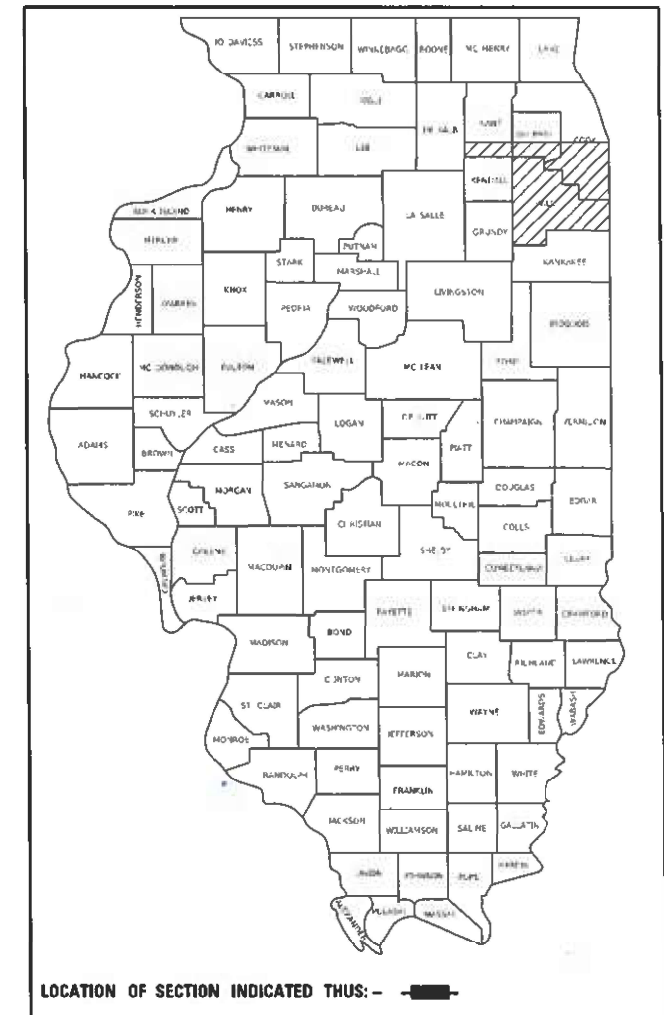 JO DAVIESS STEPHENSON WINNEBAGO BOONE MC HENRY LAKE
CARROLL KANE
DE KALB COOK
WHITESIDE LEE
KENDALL WILL
ROCK ISLAND HENRY BUREAU LA SALLE
MERCER PUTNAM GRUNDY
STARK MARSHALL KANKAKEE
HENDERSON WARREN KNOX PEORIA WOODFORD LIVINGSTON
IROQUOIS
HANCOCK MC DONOUGH FULTON TAZEWELL MC LEAN FORD
MASON
SCHUYLER LOGAN DE WITT CHAMPAIGN VERMILION
ADAMS BROWN CASS MENARD PIATT
MACON
MORGAN SANGAMON DOUGLAS
PIKE SCOTT MOULTRIE EDGAR
CHRISTIAN COLES
GREENE MACOUPIN SHELBY CLARK
MONTGOMERY CUMBERLAND
JERSEY FAYETTE EFFINGHAM JASPER CRAWFORD
MADISON BOND
CLAY RICHLAND LAWRENCE
CLINTON MARION
ST. CLAIR WAYNE EDWARDS WABASH
WASHINGTON JEFFERSON
MONROE
RANDOLPH PERRY HAMILTON WHITE
FRANKLIN
JACKSON WILLIAMSON SALINE GALLATIN
UNION JOHNSON POPE HARDIN
ALEXANDER PULASKI MASSAC
LOCATION OF SECTION INDICATED THUS: –